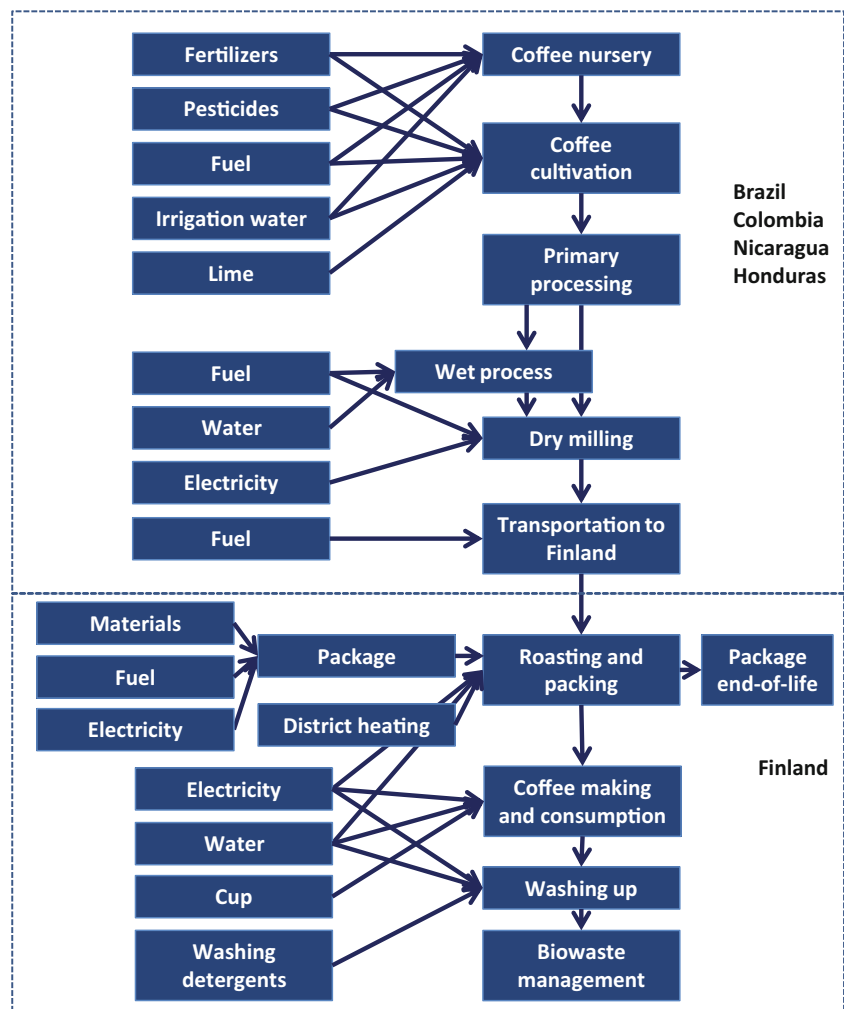 Fertilizers
Coffee nursery
Pesticides
Coffee
cultivation
Fuel
Irrigation water
Lime
Brazil
Colombia
Nicaragua
Honduras
Primary
processing
Fuel
Wet process
Water
Dry milling
Electricity
Fuel
Transportation to
Finland
Materials
Fuel
Electricity
Package
Roasting and
packing
Package
end-of-life
District heating
Finland
Electricity
Coffee making
and consumption
Water
Cup
Washing up
Washing
detergents
Biowaste
management